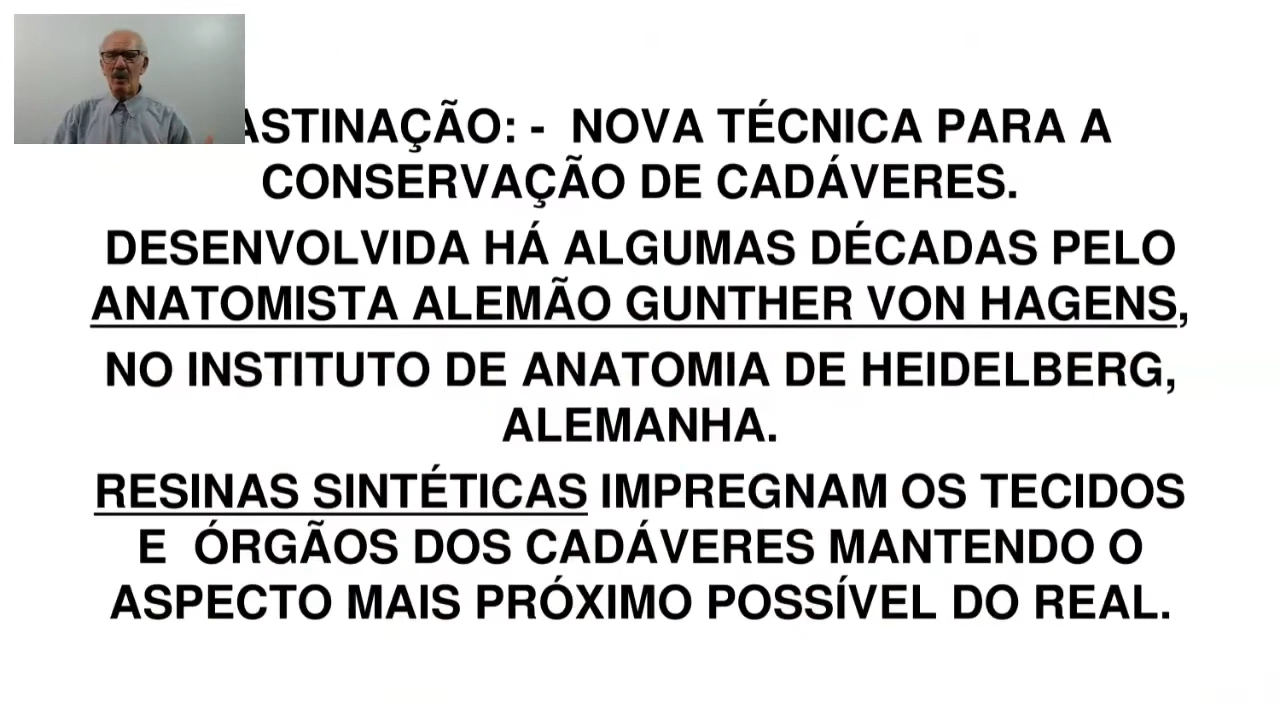 ASTINAÇÃO: - NOVA TÉCNICA PARA A
CONSERVAÇÃO DE CADÁVERES.
DESENVOLVIDA HÁ ALGUMAS DÉCADAS PELO
ANATOMISTA ALEMÃO GUNTHER VON HAGENS,
NO INSTITUTO DE ANATOMIA DE HEIDELBERG,
ALEMANHA.
RESINAS SINTÉTICAS IMPREGNAM OS TECIDOS
E ÓRGÃOS DOS CADÁVERES MANTENDO O
ASPECTO MAIS PRÓXIMO POSSÍVEL DO REAL.